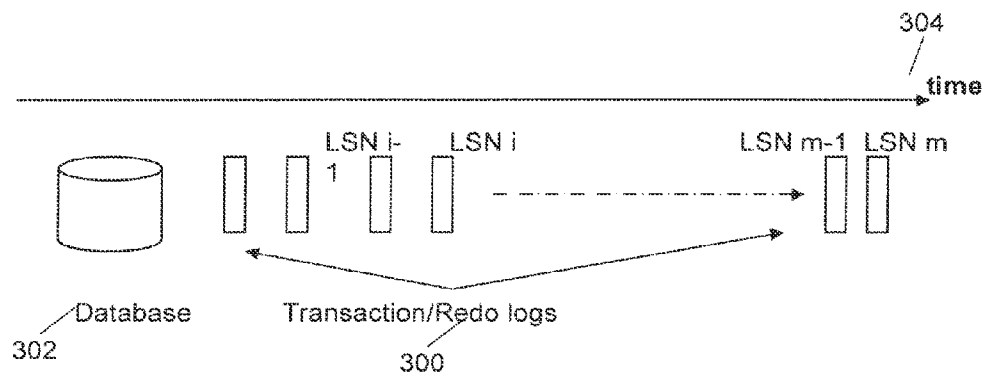 304
time
LSN i-
1
LSN i
LSN m-1
LSN m
Database
Transaction/Redo logs
302
300